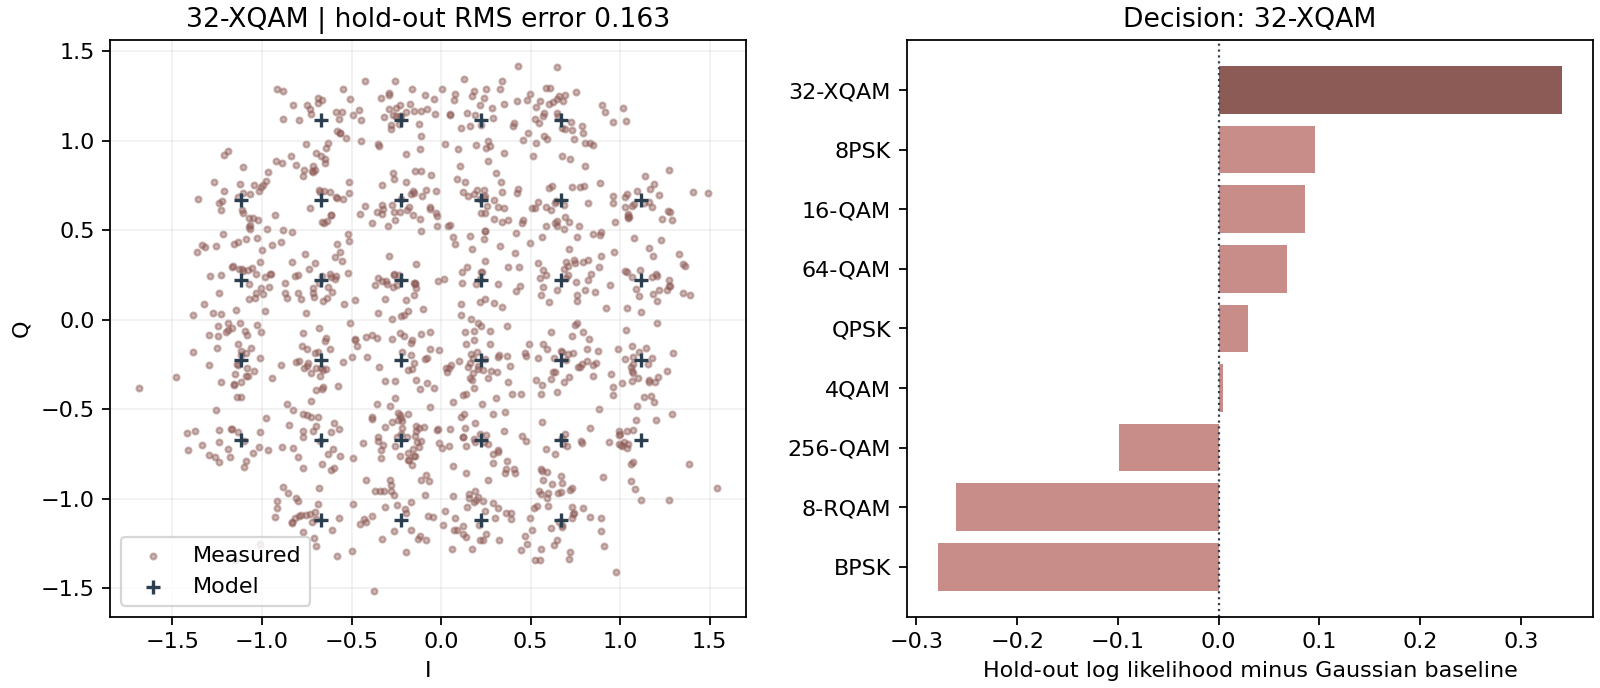 32-XQAM | hold-out RMS error 0.163
1.5
1.0
0.5
0.0
−0.5
−1.0
−1.5
Q
Measured
Model
−1.5
−1.0
−0.5
0.0
0.5
1.0
1.5
I
Decision: 32-XQAM
32-XQAM
8PSK
16-QAM
64-QAM
QPSK
4QAM
256-QAM
8-RQAM
BPSK
−0.3
−0.2
−0.1
0.0
0.1
0.2
0.3
Hold-out log likelihood minus Gaussian baseline